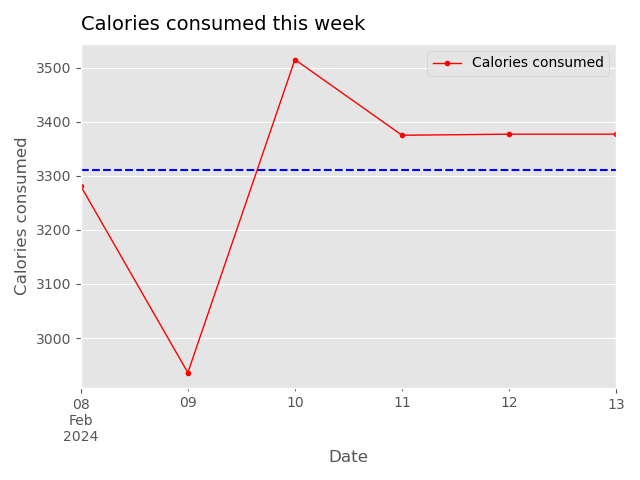 Calories consumed this week
Calories consumed
3500
3400
3300
3200
3100
3000
Calories consumed
08
Feb
2024
09
10
11
12
13
Date